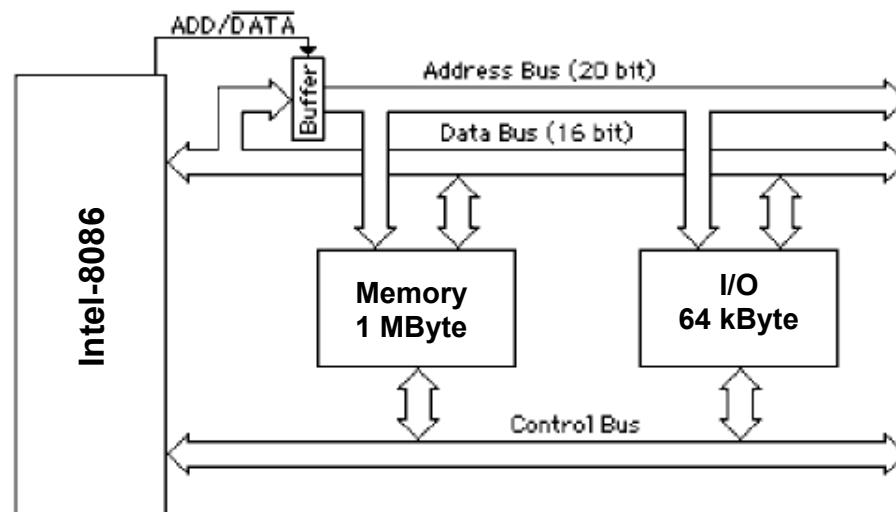 ADD/DATA
Address Bus (20 bit)
Buffer
Data Bus (16 bit)
Intel-8086
Memory
1 MByte
I/O
64 kByte
Control Bus